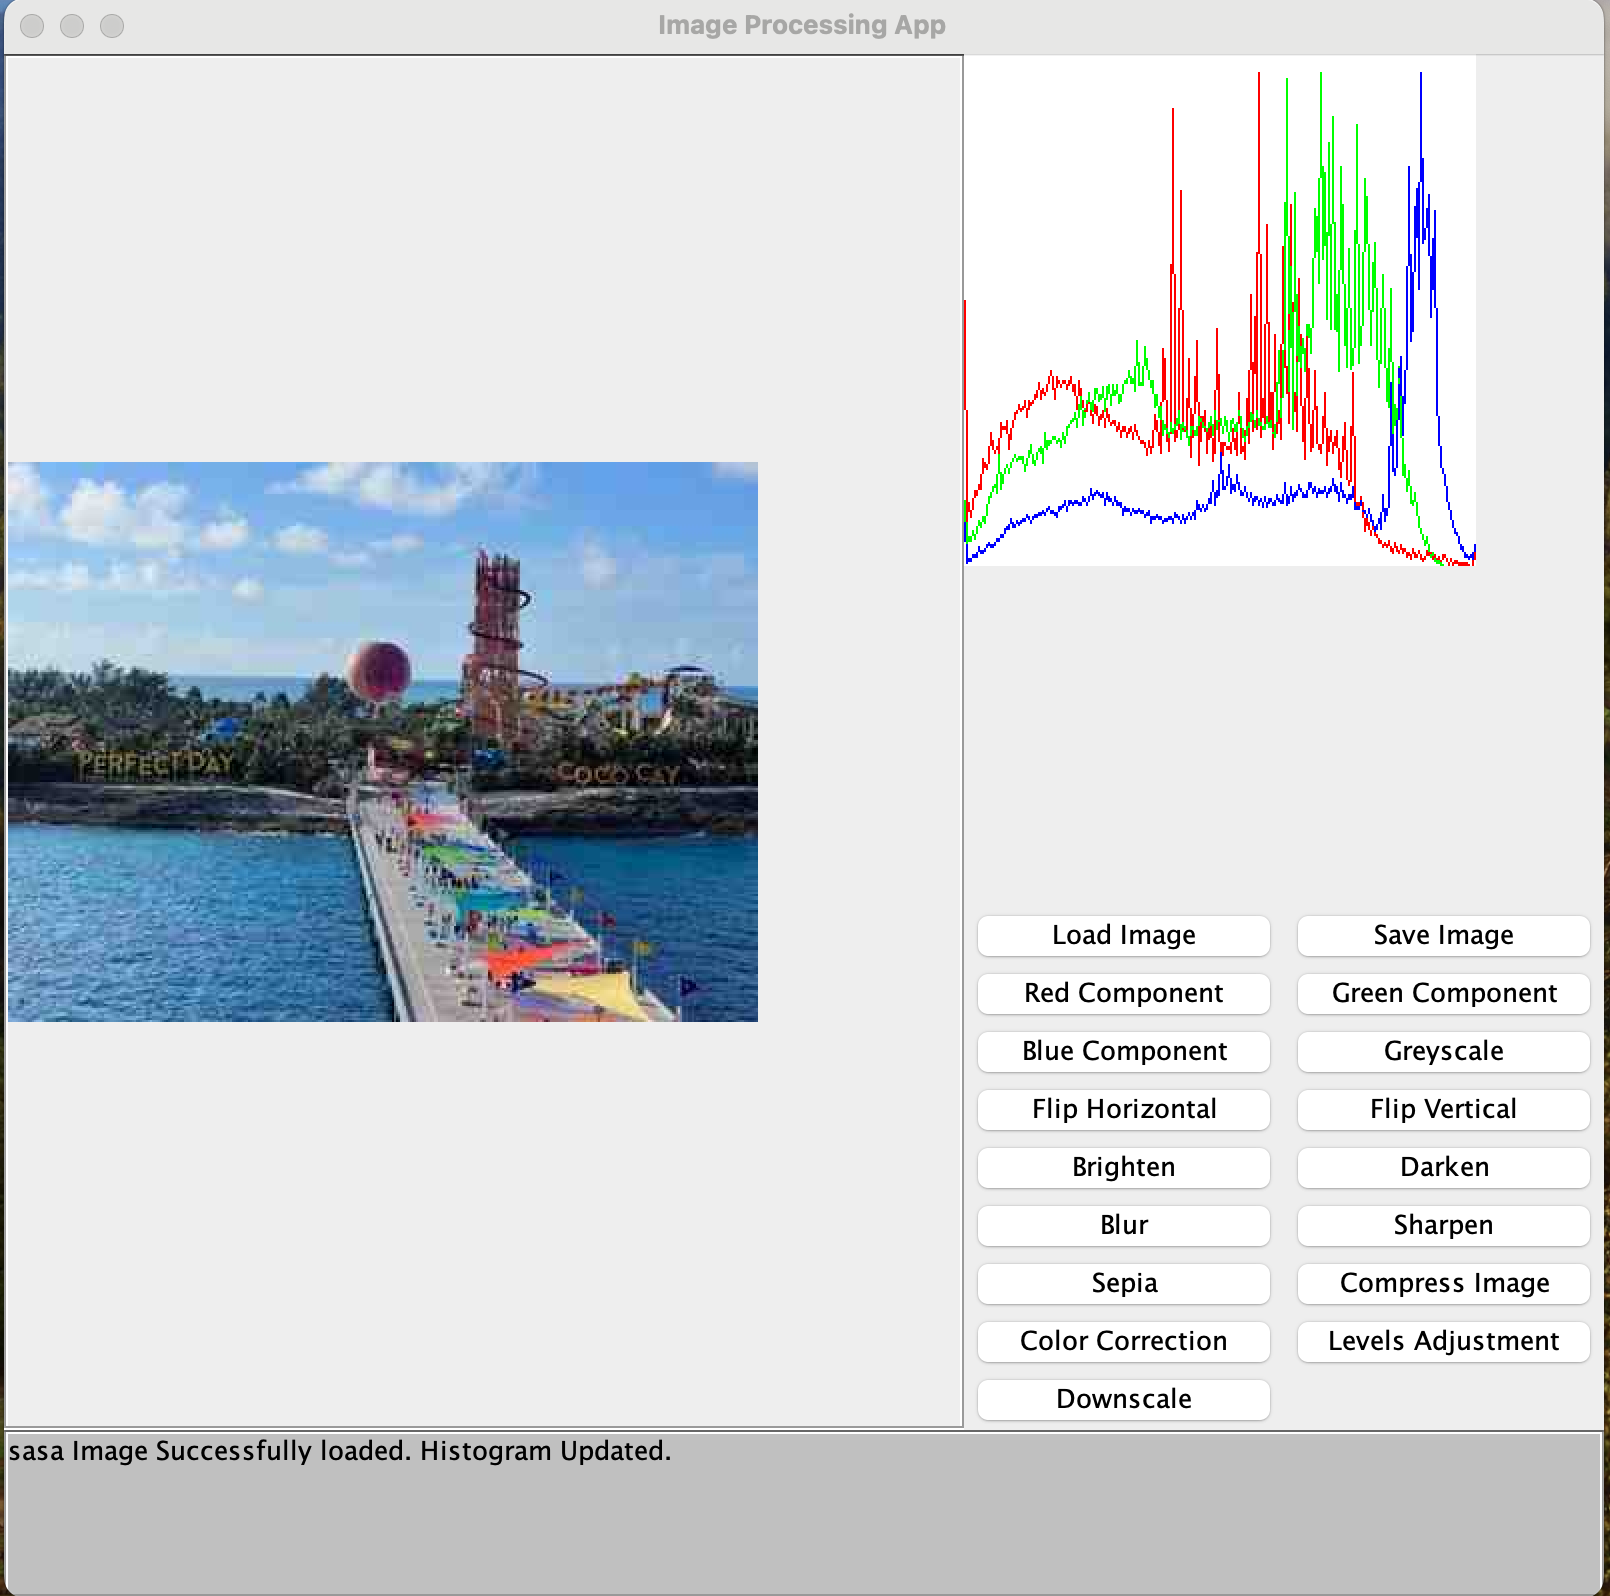 Image Processing App
PERFECT DAY
COCO CAY
Load Image
Save Image
Red Component
Green Component
Blue Component
Greyscale
Flip Horizontal
Flip Vertical
Brighten
Darken
Blur
Sharpen
Sepia
Compress Image
Color Correction
Levels Adjustment
Downscale
sasa Image Successfully loaded. Histogram Updated.